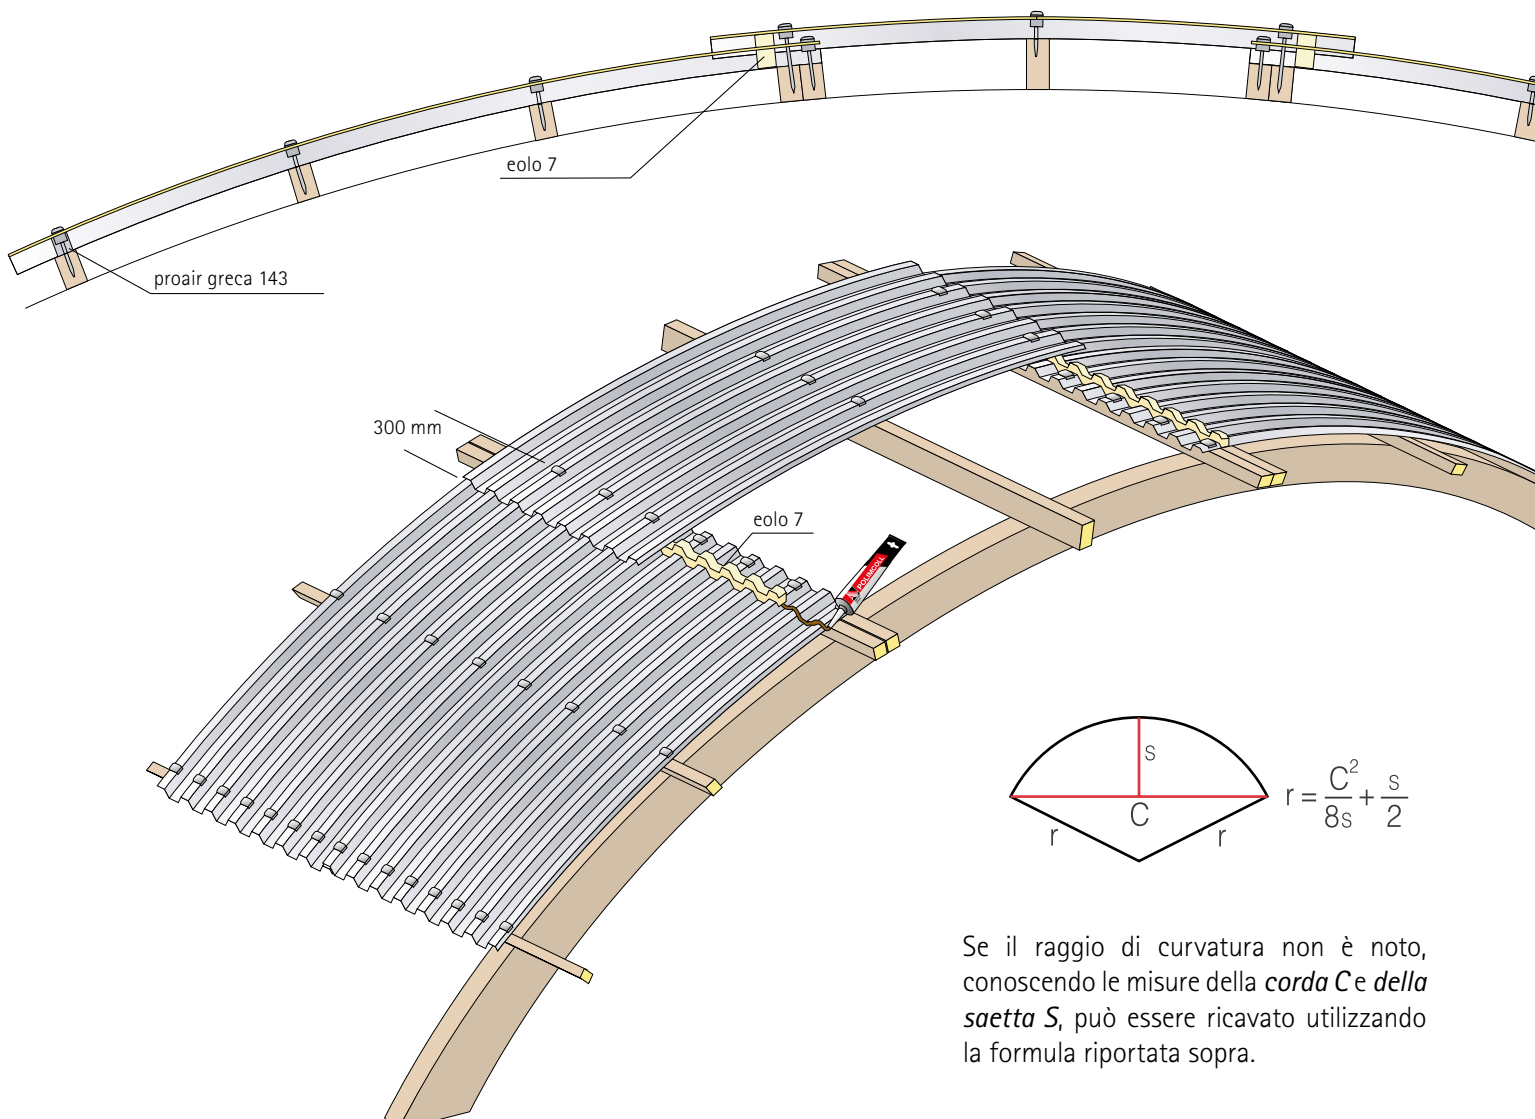 eolo 7
proair greca 143
300 mm
eolo 7
POLIMCOLL
s
C
r
r
r = C²/8s + s/2
Se il raggio di curvatura non è noto,
conoscendo le misure della corda C e della
saetta S, può essere ricavato utilizzando
la formula riportata sopra.